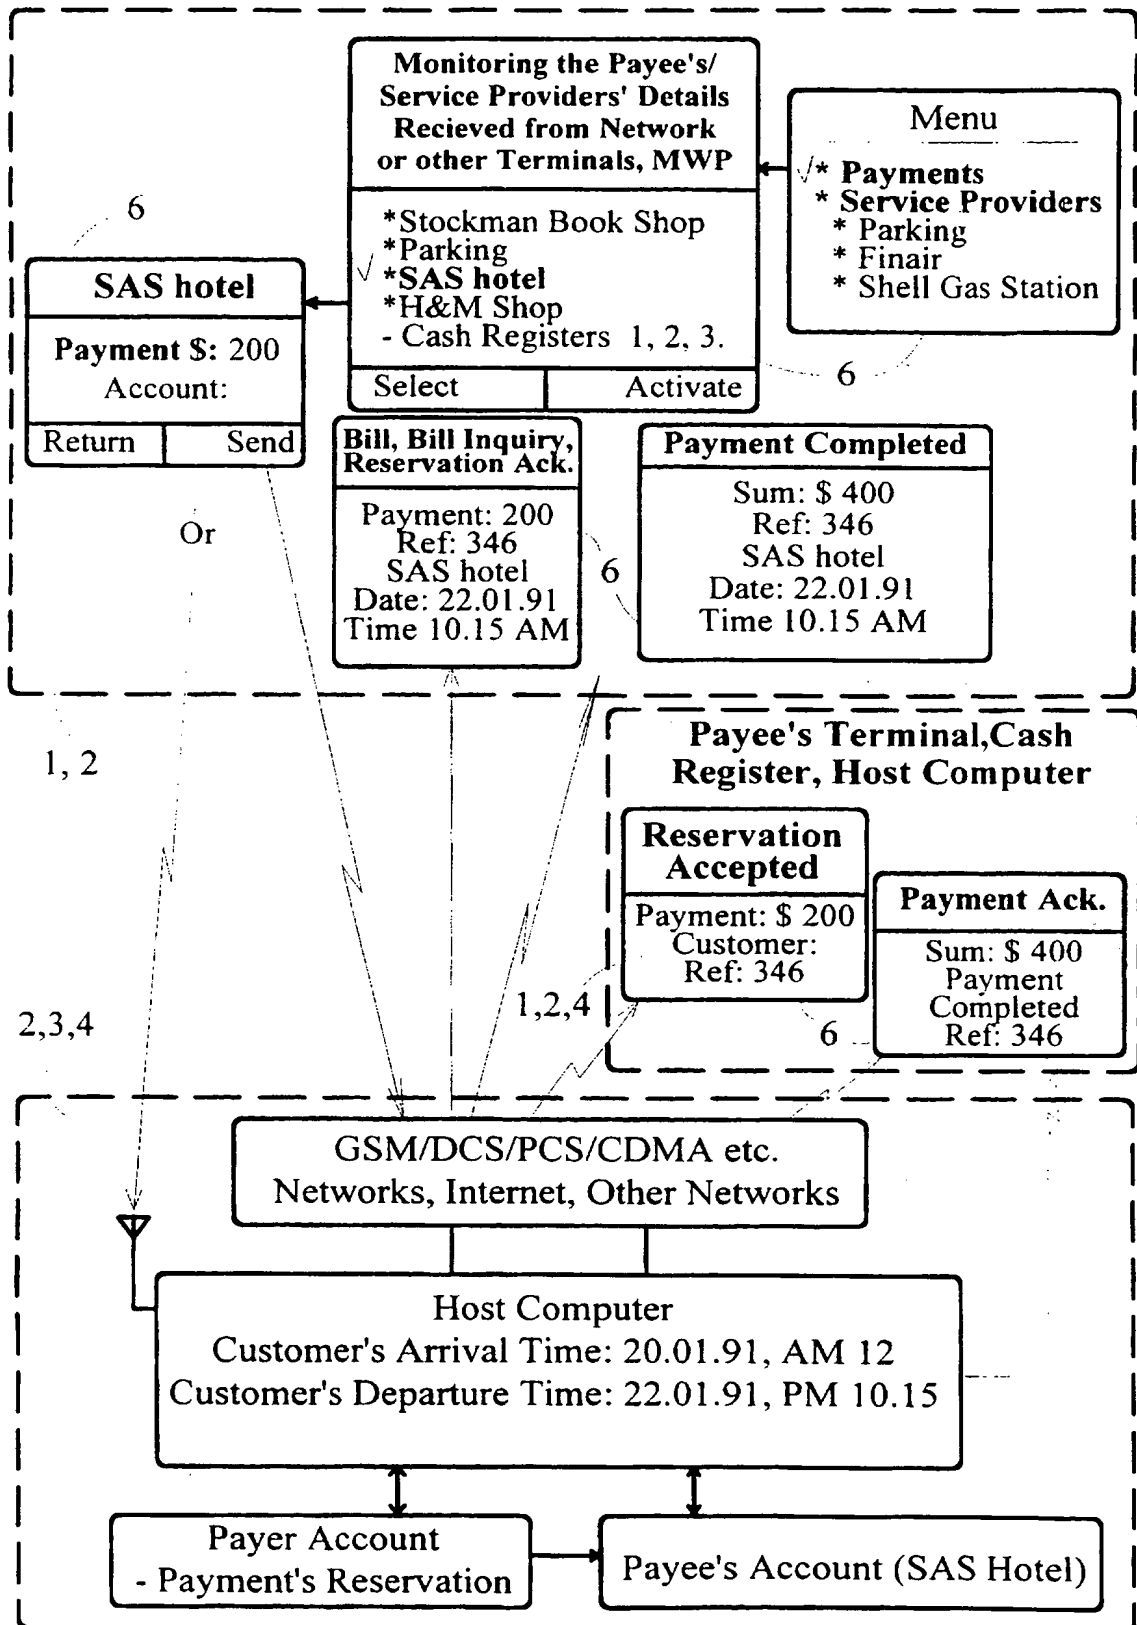 Monitoring the Payee's/
Service Providers' Details
Recieved from Network
or other Terminals, MWP
*Stockman Book Shop
*Parking
*SAS hotel
*H&M Shop
- Cash Registers 1, 2, 3.
Select
Activate
Menu
* Payments
* Service Providers
* Parking
* Finair
* Shell Gas Station
6
6
SAS hotel
Payment $: 200
Account:
Return
Send
Or
Bill, Bill Inquiry,
Reservation Ack.
Payment: 200
Ref: 346
SAS hotel
Date: 22.01.91
Time 10.15 AM
6
Payment Completed
Sum: $ 400
Ref: 346
SAS hotel
Date: 22.01.91
Time 10.15 AM
1, 2
Payee's Terminal,Cash
Register, Host Computer
Reservation
Accepted
Payment: $ 200
Customer:
Ref: 346
Payment Ack.
Sum: $ 400
Payment
Completed
Ref: 346
1,2,4
6
2,3,4
GSM/DCS/PCS/CDMA etc.
Networks, Internet, Other Networks
Host Computer
Customer's Arrival Time: 20.01.91, AM 12
Customer's Departure Time: 22.01.91, PM 10.15
Payer Account
- Payment's Reservation
Payee's Account (SAS Hotel)